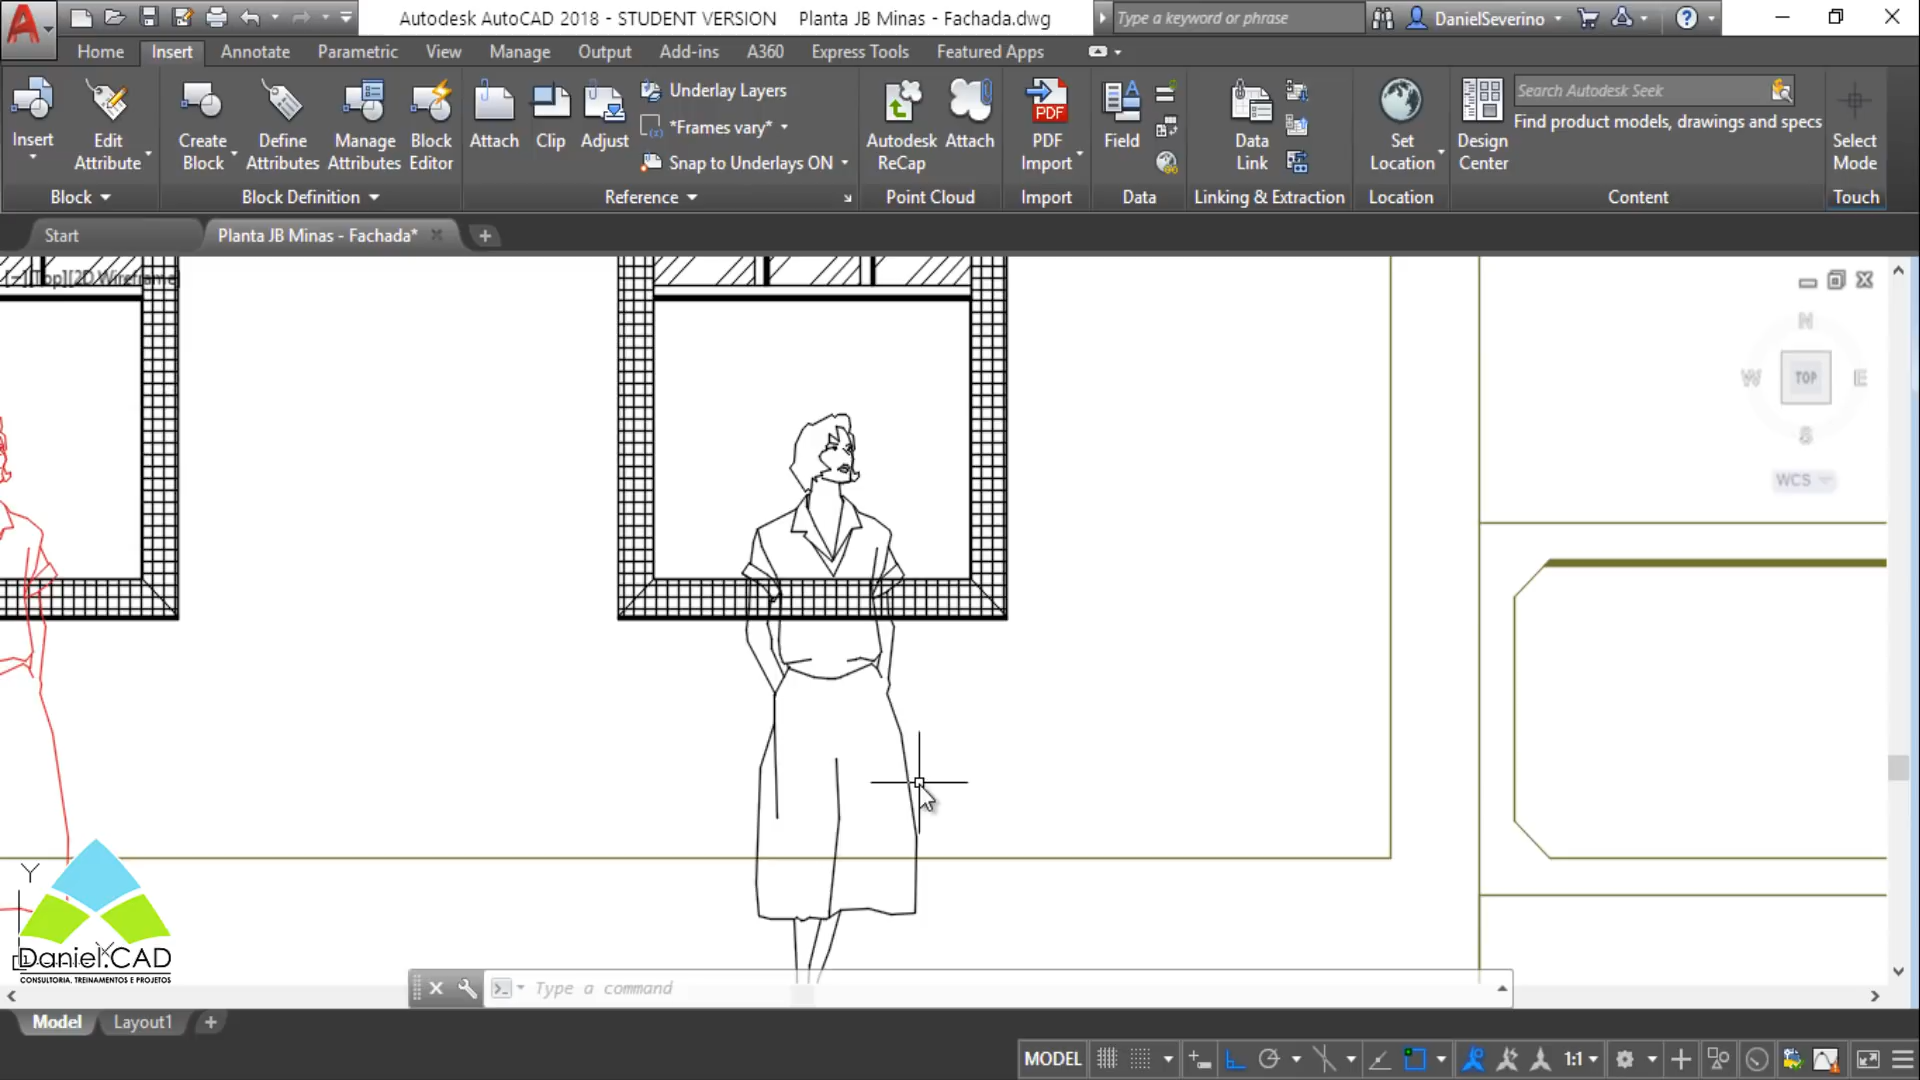 Autodesk AutoCAD 2018 - STUDENT VERSION Planta JB Minas - Fachada.dwg
Type a keyword or phrase
DanielSeverino
Home Insert Annotate Parametric View Manage Output Add-ins A360 Express Tools Featured Apps
Insert
Edit Attribute
Create Block
Define Attributes
Manage Attributes
Block Editor
Attach
Clip
Adjust
Underlay Layers
*Frames vary*
Snap to Underlays ON
Autodesk ReCap
Attach
PDF
PDF Import
Field
Data Link
Set Location
Design Center
Search Autodesk Seek
Find product models, drawings and specs
Select Mode
Block Block Definition Reference Point Cloud Import Data Linking & Extraction Location Content Touch
Start
Planta JB Minas - Fachada*
[−][Top][2D Wireframe]
N
W TOP E
S
WCS
Y
X
Daniel.CAD
CONSULTORIA, TREINAMENTOS E PROJETOS
Type a command
Model Layout1
MODEL 1:1